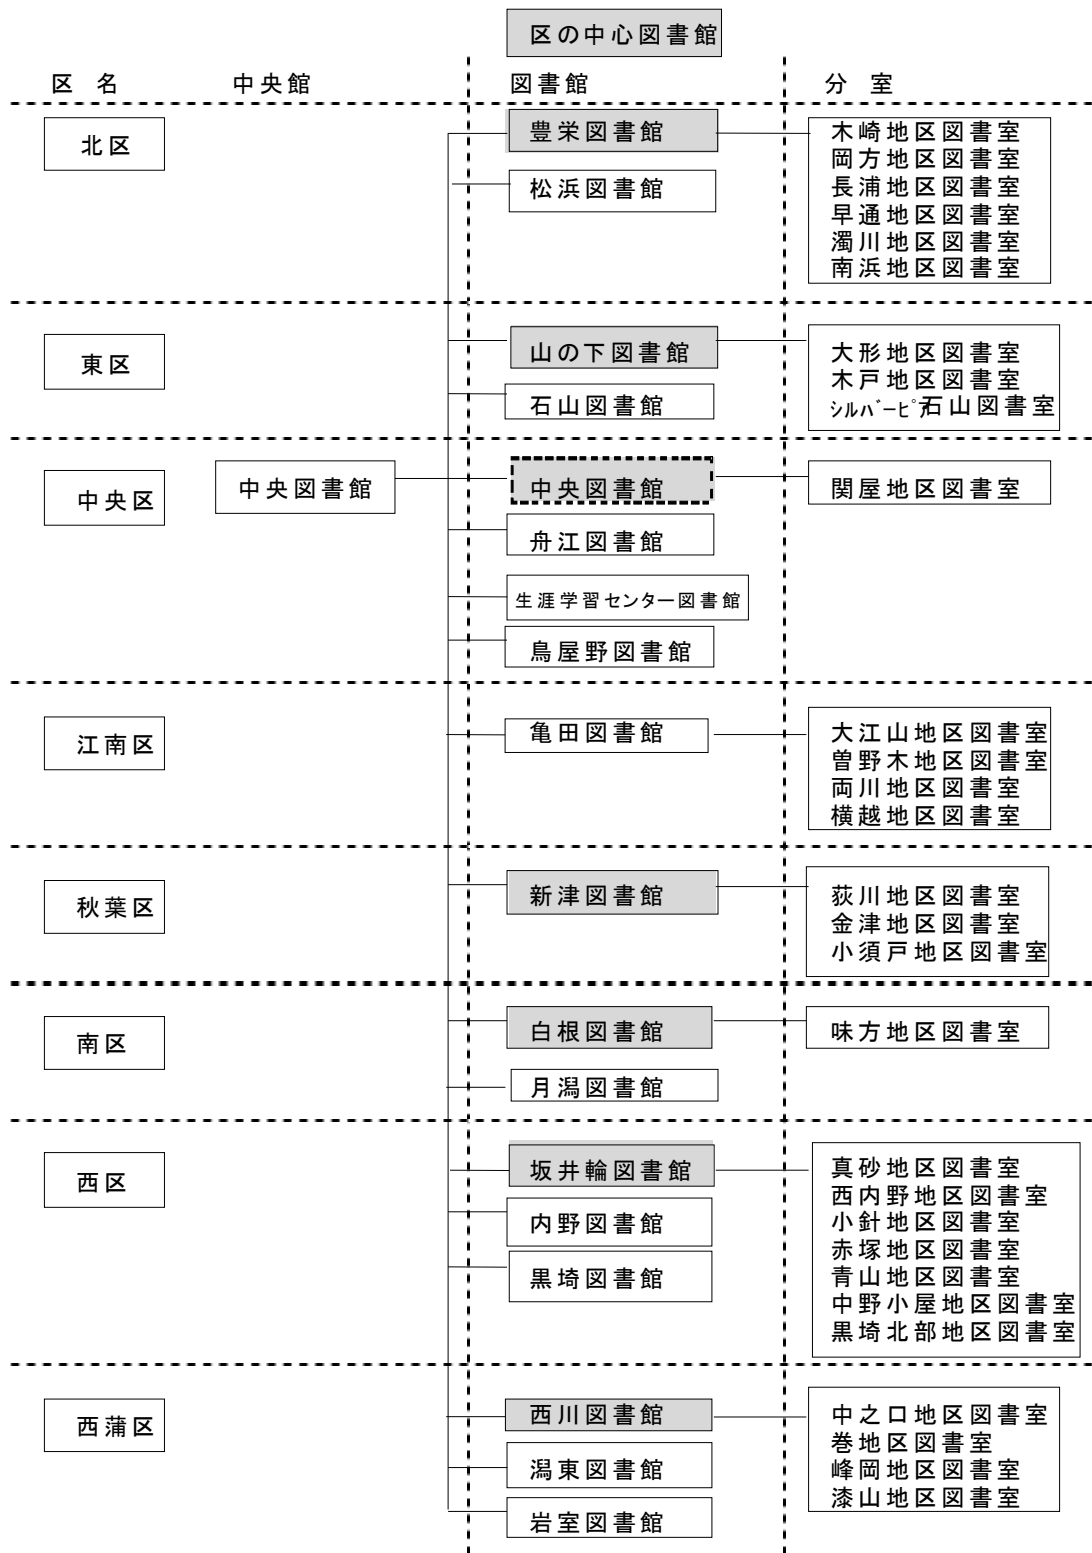 区の中心図書館
区 名 中央館 図書館 分 室
北区
豊栄図書館
松浜図書館
木崎地区図書室
岡方地区図書室
長浦地区図書室
早通地区図書室
濁川地区図書室
南浜地区図書室
東区
山の下図書館
石山図書館
大形地区図書室
木戸地区図書室
シルバーピア石山図書室
中央区
中央図書館
中央図書館
舟江図書館
生涯学習センター図書館
鳥屋野図書館
関屋地区図書室
江南区
亀田図書館
大江山地区図書室
曽野木地区図書室
両川地区図書室
横越地区図書室
秋葉区
新津図書館
荻川地区図書室
金津地区図書室
小須戸地区図書室
南区
白根図書館
月潟図書館
味方地区図書室
西区
坂井輪図書館
内野図書館
黒埼図書館
真砂地区図書室
西内野地区図書室
小針地区図書室
赤塚地区図書室
青山地区図書室
中野小屋地区図書室
黒埼北部地区図書室
西蒲区
西川図書館
潟東図書館
岩室図書館
中之口地区図書室
巻地区図書室
峰岡地区図書室
漆山地区図書室